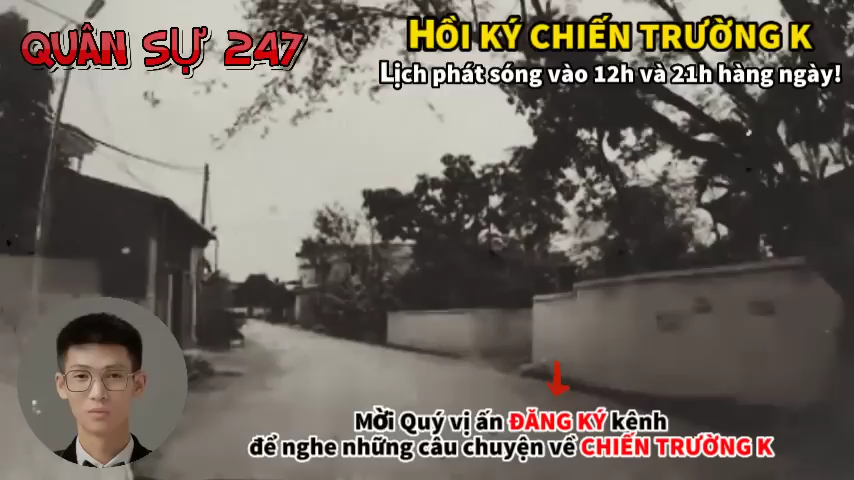 QUÂN SỰ 247
HỒI KÝ CHIẾN TRƯỜNG K
Lịch phát sóng vào 12h và 21h hàng ngày!
Mời Quý vị ấn ĐĂNG KÝ kênh
để nghe những câu chuyện về CHIẾN TRƯỜNG K